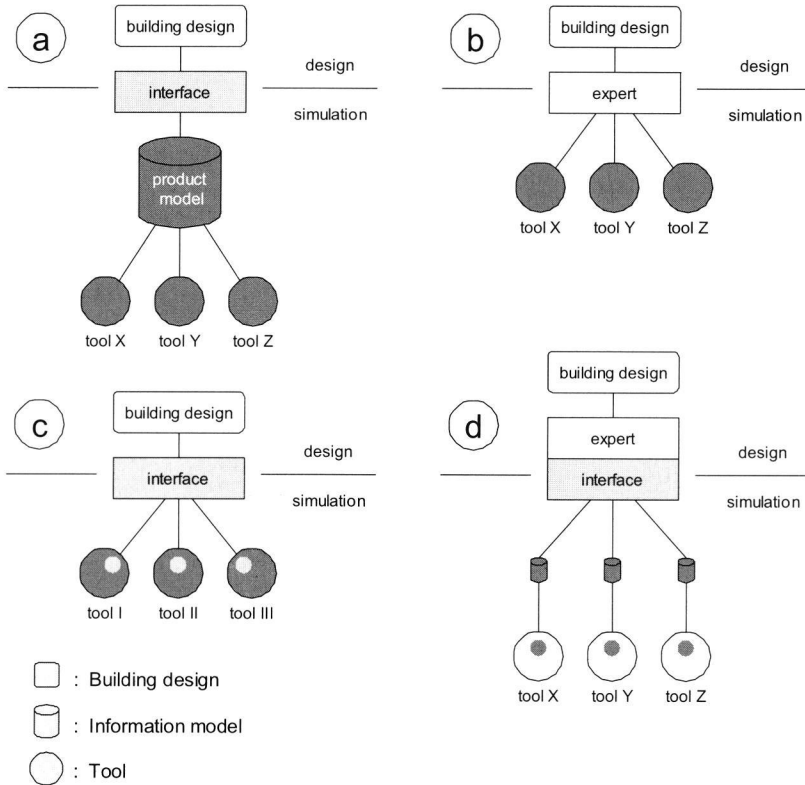 a
building design
interface
design
simulation
product
model
tool X
tool Y
tool Z
b
building design
expert
design
simulation
tool X
tool Y
tool Z
c
building design
interface
design
simulation
tool I
tool II
tool III
d
building design
expert
interface
design
simulation
tool X
tool Y
tool Z
: Building design
: Information model
: Tool